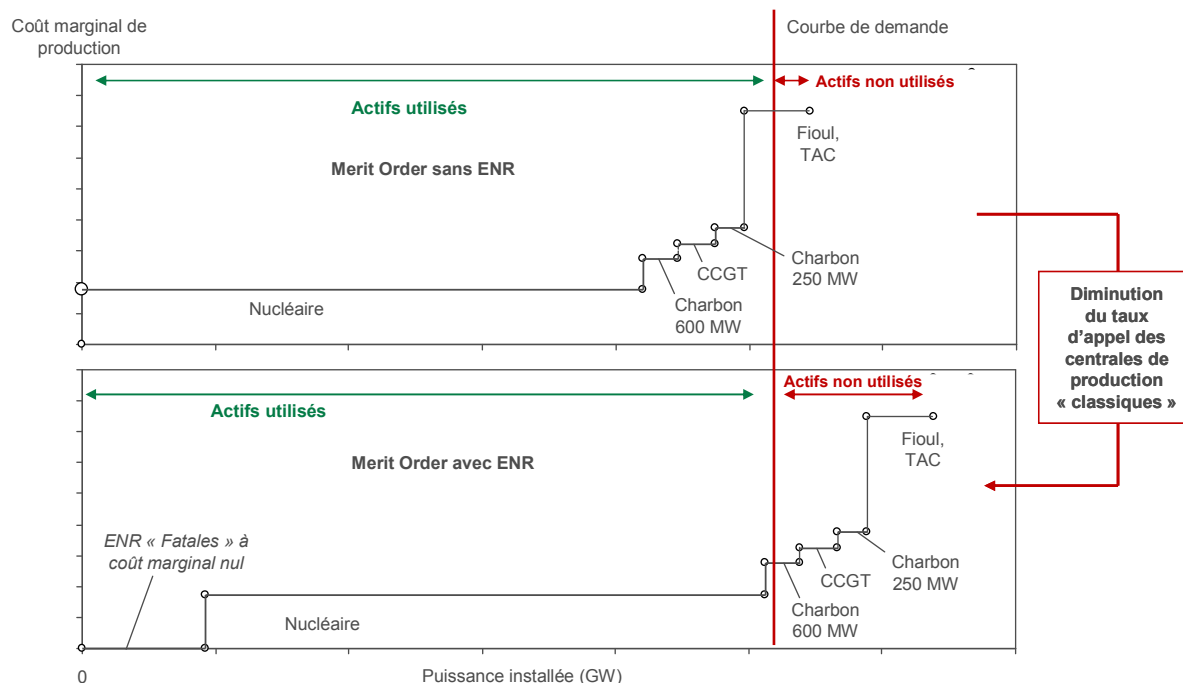 Coût marginal de
production
Courbe de demande
Actifs utilisés
Actifs non utilisés
Merit Order sans ENR
Fioul,
TAC
Nucléaire
Charbon
600 MW
CCGT
Charbon
250 MW
Diminution
du taux
d'appel des
centrales de
production
« classiques »
Actifs utilisés
Actifs non utilisés
Merit Order avec ENR
Fioul,
TAC
ENR « Fatales » à
coût marginal nul
Nucléaire
Charbon
600 MW
CCGT
Charbon
250 MW
0
Puissance installée (GW)